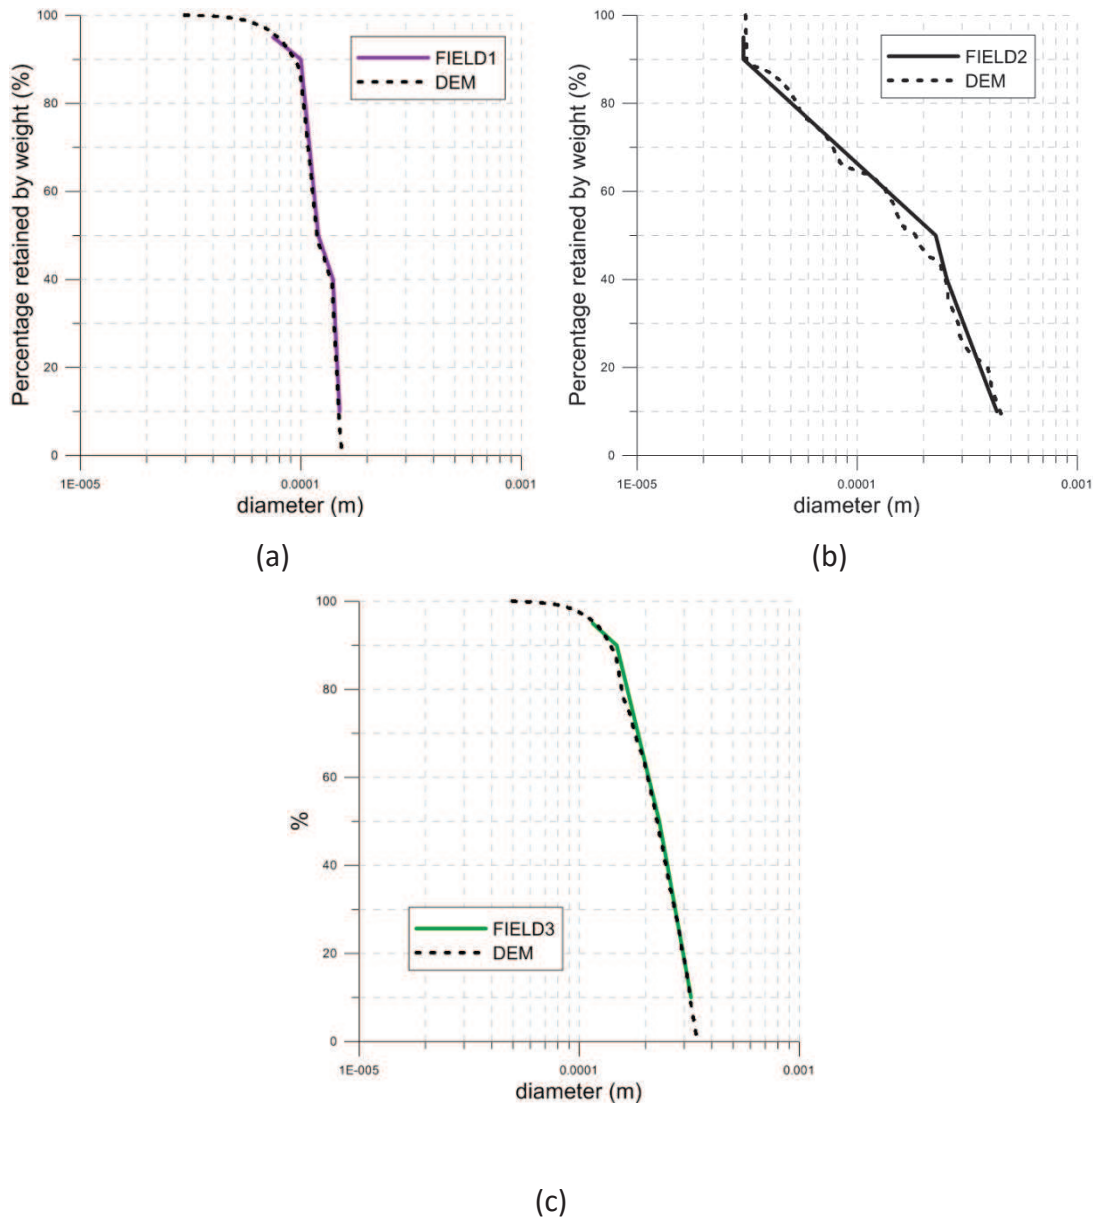 100
80
60
40
20
0
Percentage retained by weight (%)
FIELD1
DEM
1E-005
0.0001
0.001
diameter (m)
(a)
100
80
60
40
20
0
Percentage retained by weight (%)
FIELD2
DEM
1E-005
0.0001
0.001
diameter (m)
(b)
100
80
60
40
20
0
%
FIELD3
DEM
1E-005
0.0001
0.001
diameter (m)
(c)